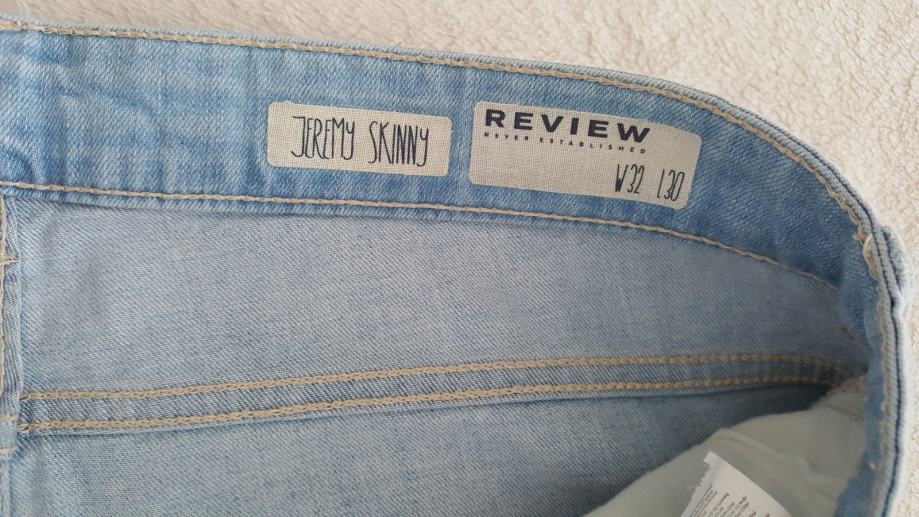 JEREMY SKINNY
REVIEW
NEVER ESTABLISHED
W32 L30